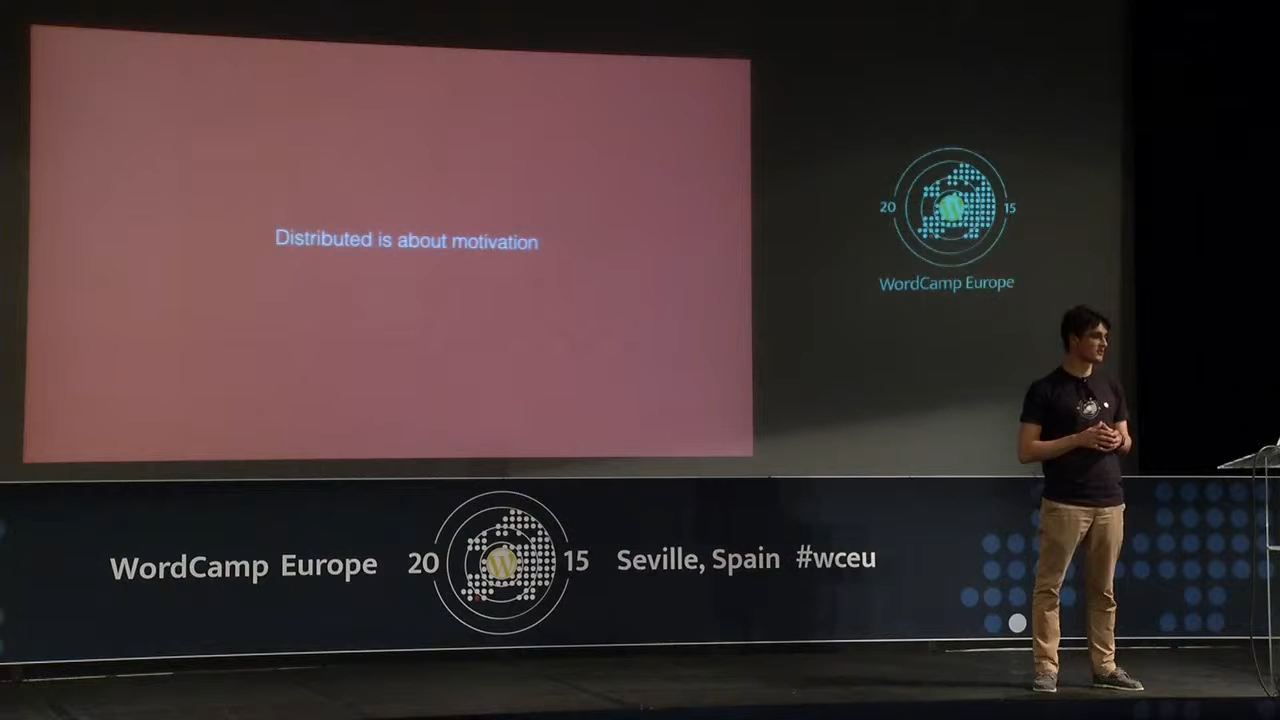 Distributed is about motivation
20 15
WordCamp Europe
WordCamp Europe 20 W 15 Seville, Spain #wceu